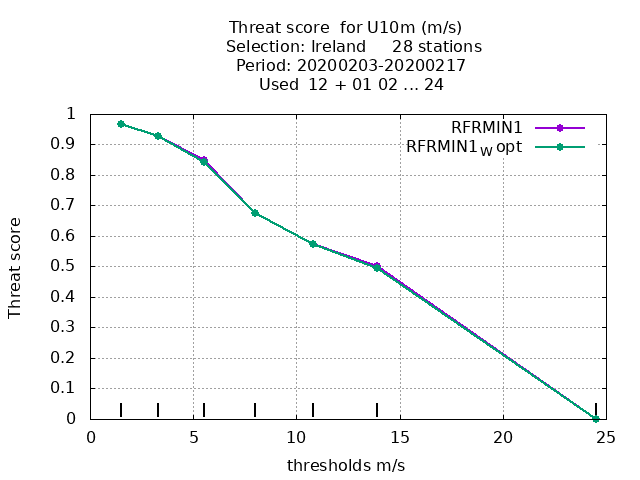 Threat score  for U10m (m/s)
Selection: Ireland     28 stations
Period: 20200203-20200217
Used  12 + 01 02 ... 24
RFRMIN1
RFRMIN1W opt
Threat score
1
0.9
0.8
0.7
0.6
0.5
0.4
0.3
0.2
0.1
0
0 5 10 15 20 25
thresholds m/s